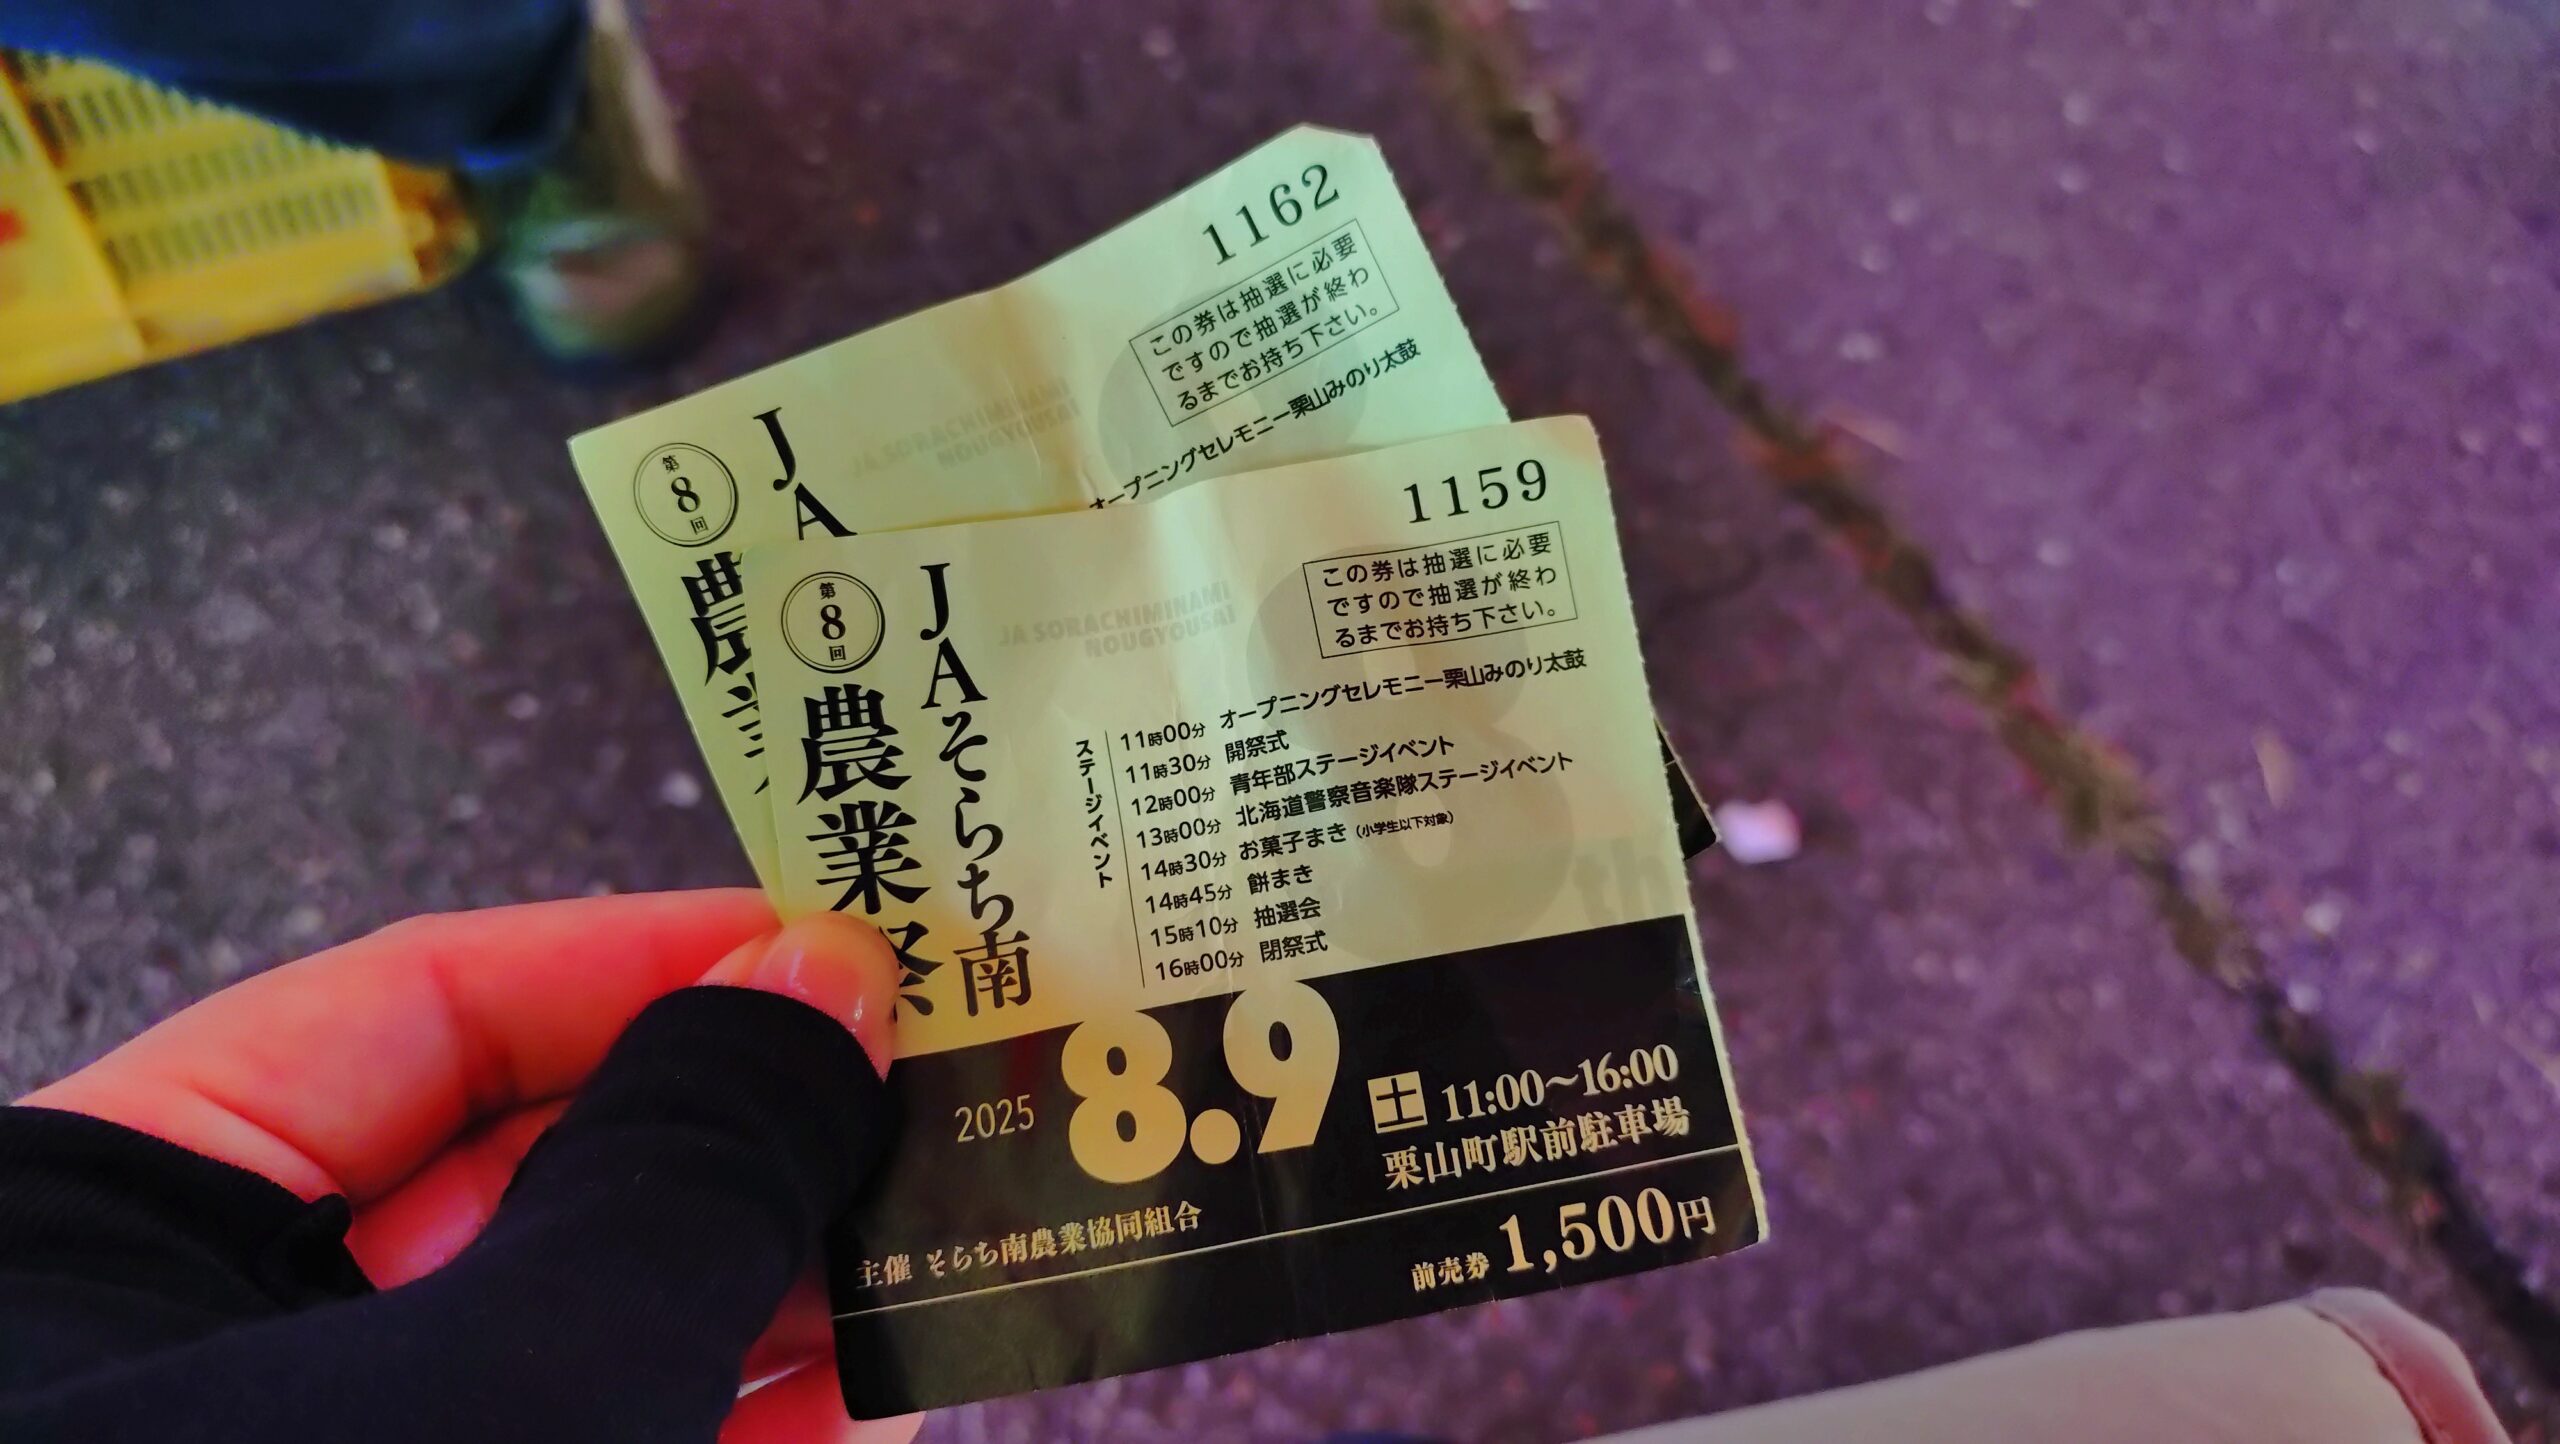 1162
この券は抽選に必要
ですので抽選が終わ
るまでお持ち下さい。
オープニングセレモニー栗山みのり太鼓
JA SORACHIMINAMI
NOUGYOUSAI
第8回
JA
農
1159
この券は抽選に必要
ですので抽選が終わ
るまでお持ち下さい。
JA SORACHIMINAMI
NOUGYOUSAI
第8回
JAそらち南
農業祭
ステージイベント
11時00分 オープニングセレモニー栗山みのり太鼓
11時30分 開祭式
12時00分 青年部ステージイベント
13時00分 北海道警察音楽隊ステージイベント
14時30分 お菓子まき(小学生以下対象)
14時45分 餅まき
15時10分 抽選会
16時00分 閉祭式
8th
2025 8.9 土 11:00~16:00
栗山町駅前駐車場
主催 そらち南農業協同組合
前売券 1,500円